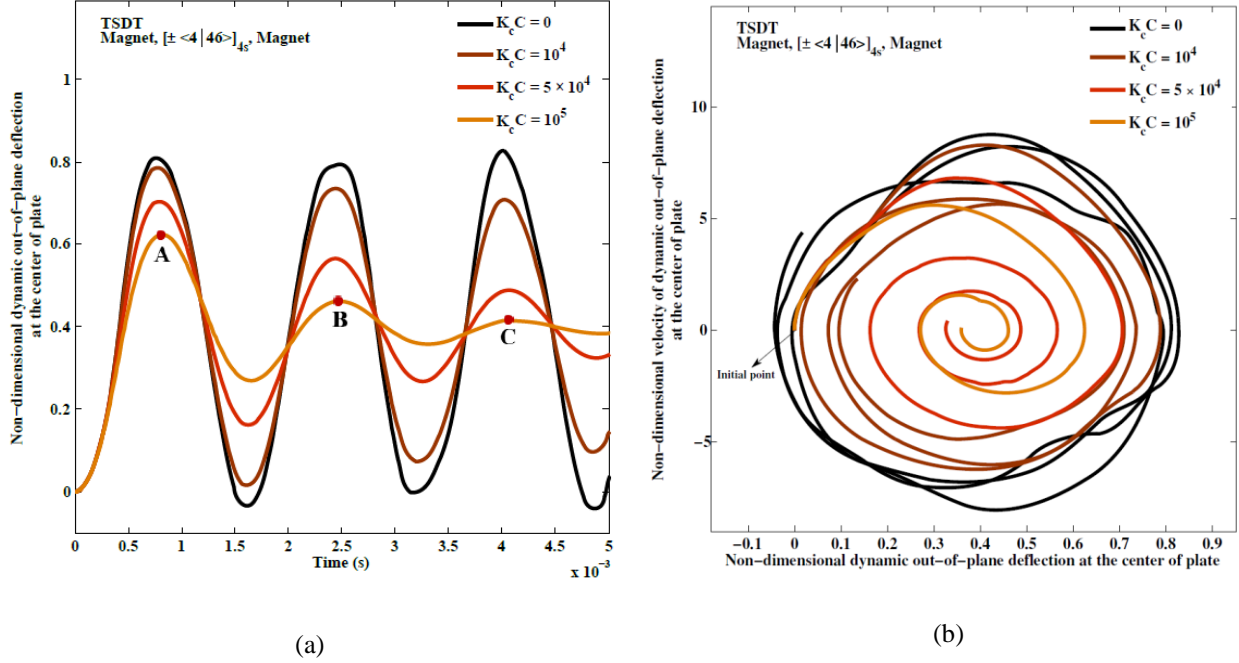 TSDT
Magnet, [± <4 | 46>]4s, Magnet
KcC = 0
KcC = 10^4
KcC = 5 × 10^4
KcC = 10^5
Non−dimensional dynamic out−of−plane deflection
at the center of plate
1
0.8
0.6
0.4
0.2
0
A
B
C
0 0.5 1 1.5 2 2.5 3 3.5 4 4.5 5
Time (s)
x 10^−3
(a)
TSDT
Magnet, [± <4 | 46>]4s, Magnet
KcC = 0
KcC = 10^4
KcC = 5 × 10^4
KcC = 10^5
Non−dimensional velocity of dynamic out−of−plane deflection
at the center of plate
10
5
0
−5
Initial point
−0.1 0 0.1 0.2 0.3 0.4 0.5 0.6 0.7 0.8 0.9
Non−dimensional dynamic out−of−plane deflection at the center of plate
(b)